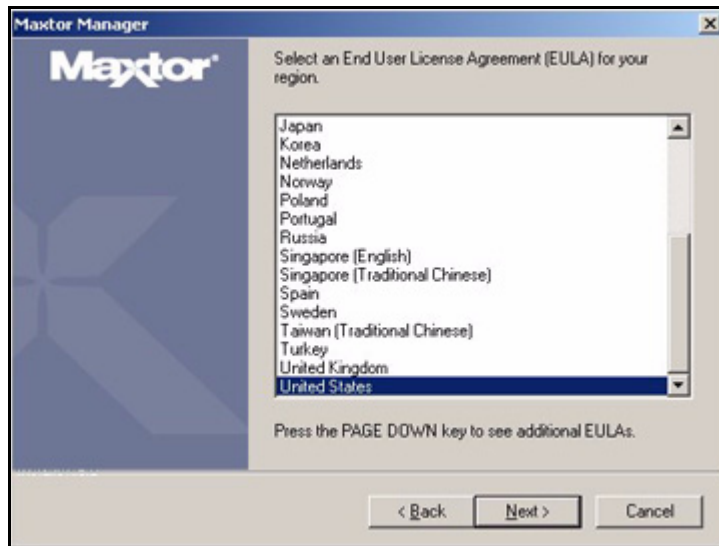 Maxtor Manager
Maxtor
Select an End User License Agreement (EULA) for your
region.
Japan
Korea
Netherlands
Norway
Poland
Portugal
Russia
Singapore (English)
Singapore (Traditional Chinese)
Spain
Sweden
Taiwan (Traditional Chinese)
Turkey
United Kingdom
United States
Press the PAGE DOWN key to see additional EULAs.
< Back
Next >
Cancel